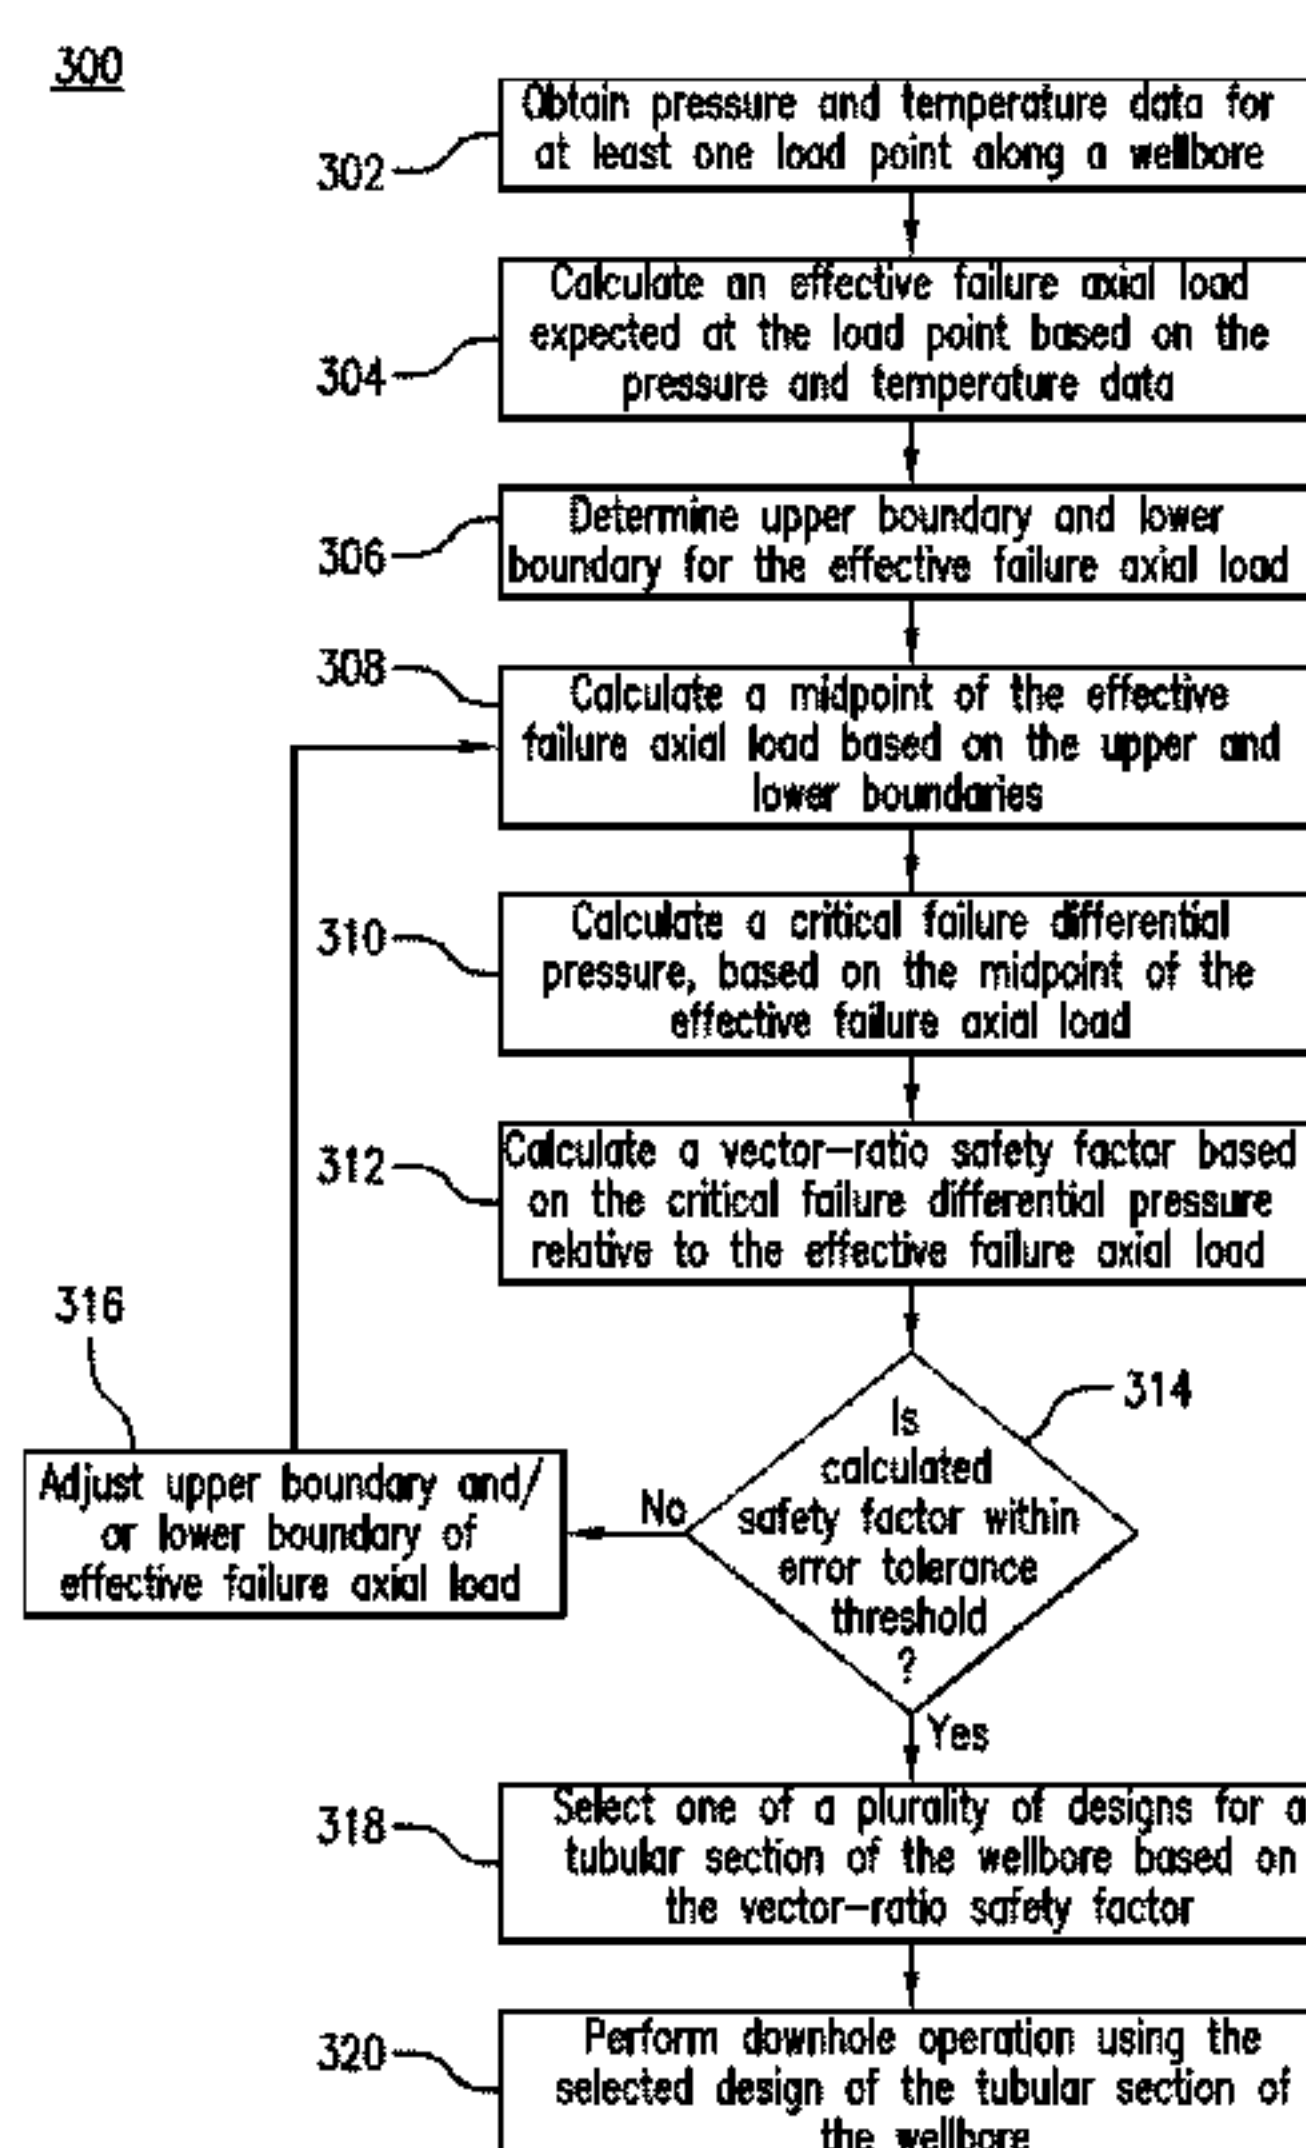 300
302
Obtain pressure and temperature data for
at least one load point along a wellbore
304
Calculate an effective failure axial load
expected at the load point based on the
pressure and temperature data
306
Determine upper boundary and lower
boundary for the effective failure axial load
308
Calculate a midpoint of the effective
failure axial load based on the upper and
lower boundaries
310
Calculate a critical failure differential
pressure, based on the midpoint of the
effective failure axial load
312
Calculate a vector-ratio safety factor based
on the critical failure differential pressure
relative to the effective failure axial load
314
Is
calculated
safety factor within
error tolerance
threshold
?
No
316
Adjust upper boundary and/
or lower boundary of
effective failure axial load
Yes
318
Select one of a plurality of designs for a
tubular section of the wellbore based on
the vector-ratio safety factor
320
Perform downhole operation using the
selected design of the tubular section of
the wellbore